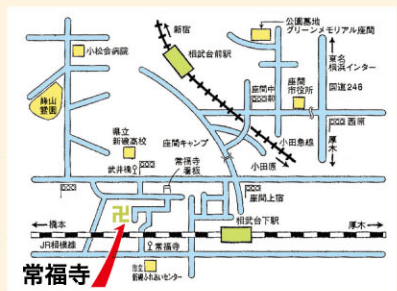 新宿
公園墓地
グリーンメモリアル座間
小松会病院
相武台前駅
東名
横浜インター
国道246
座間中前
座間
市役所
西原
厚木
県立
新磯高校
座間キャンプ
小田急線
小田原
武井橋
常福寺
看板
座間上宿
橋本
相武台下駅
厚木
JR相模線
常福寺
常福寺
市立
新磯ふれあいセンター